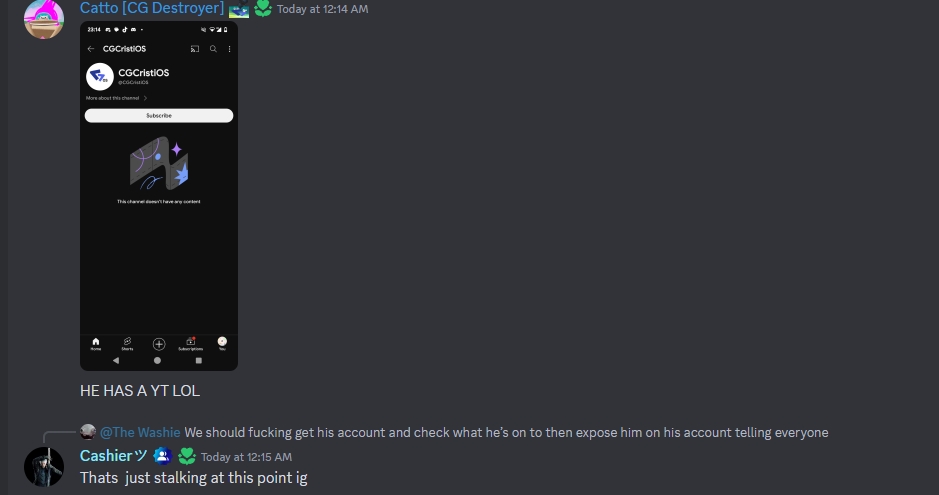 Catto [CG Destroyer] Today at 12:14 AM
23:14
CGCristIOS
CGCristIOS
@CGCristIOS
More about this channel
Subscribe
This channel doesn't have any content
Home Shorts Subscriptions You
HE HAS A YT LOL
@The Washie We should fucking get his account and check what he's on to then expose him on his account telling everyone
Cashierツ Today at 12:15 AM
Thats just stalking at this point ig